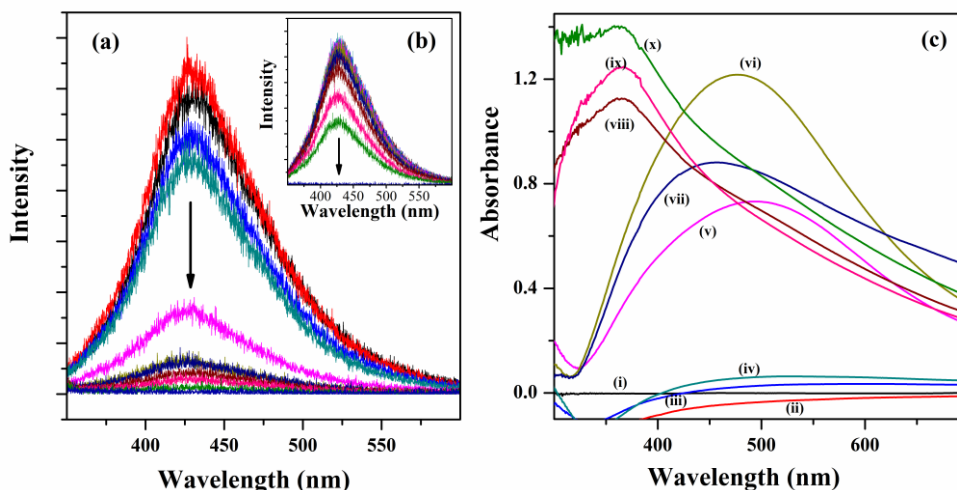 (a)
Intensity
400 450 500 550
Wavelength (nm)
(b)
Intensity
400 450 500 550
Wavelength (nm)
(c)
Absorbance
1.2
0.8
0.4
0.0
(x)
(ix)
(vi)
(viii)
(vii)
(v)
(i)
(iv)
(iii)
(ii)
400 500 600
Wavelength (nm)